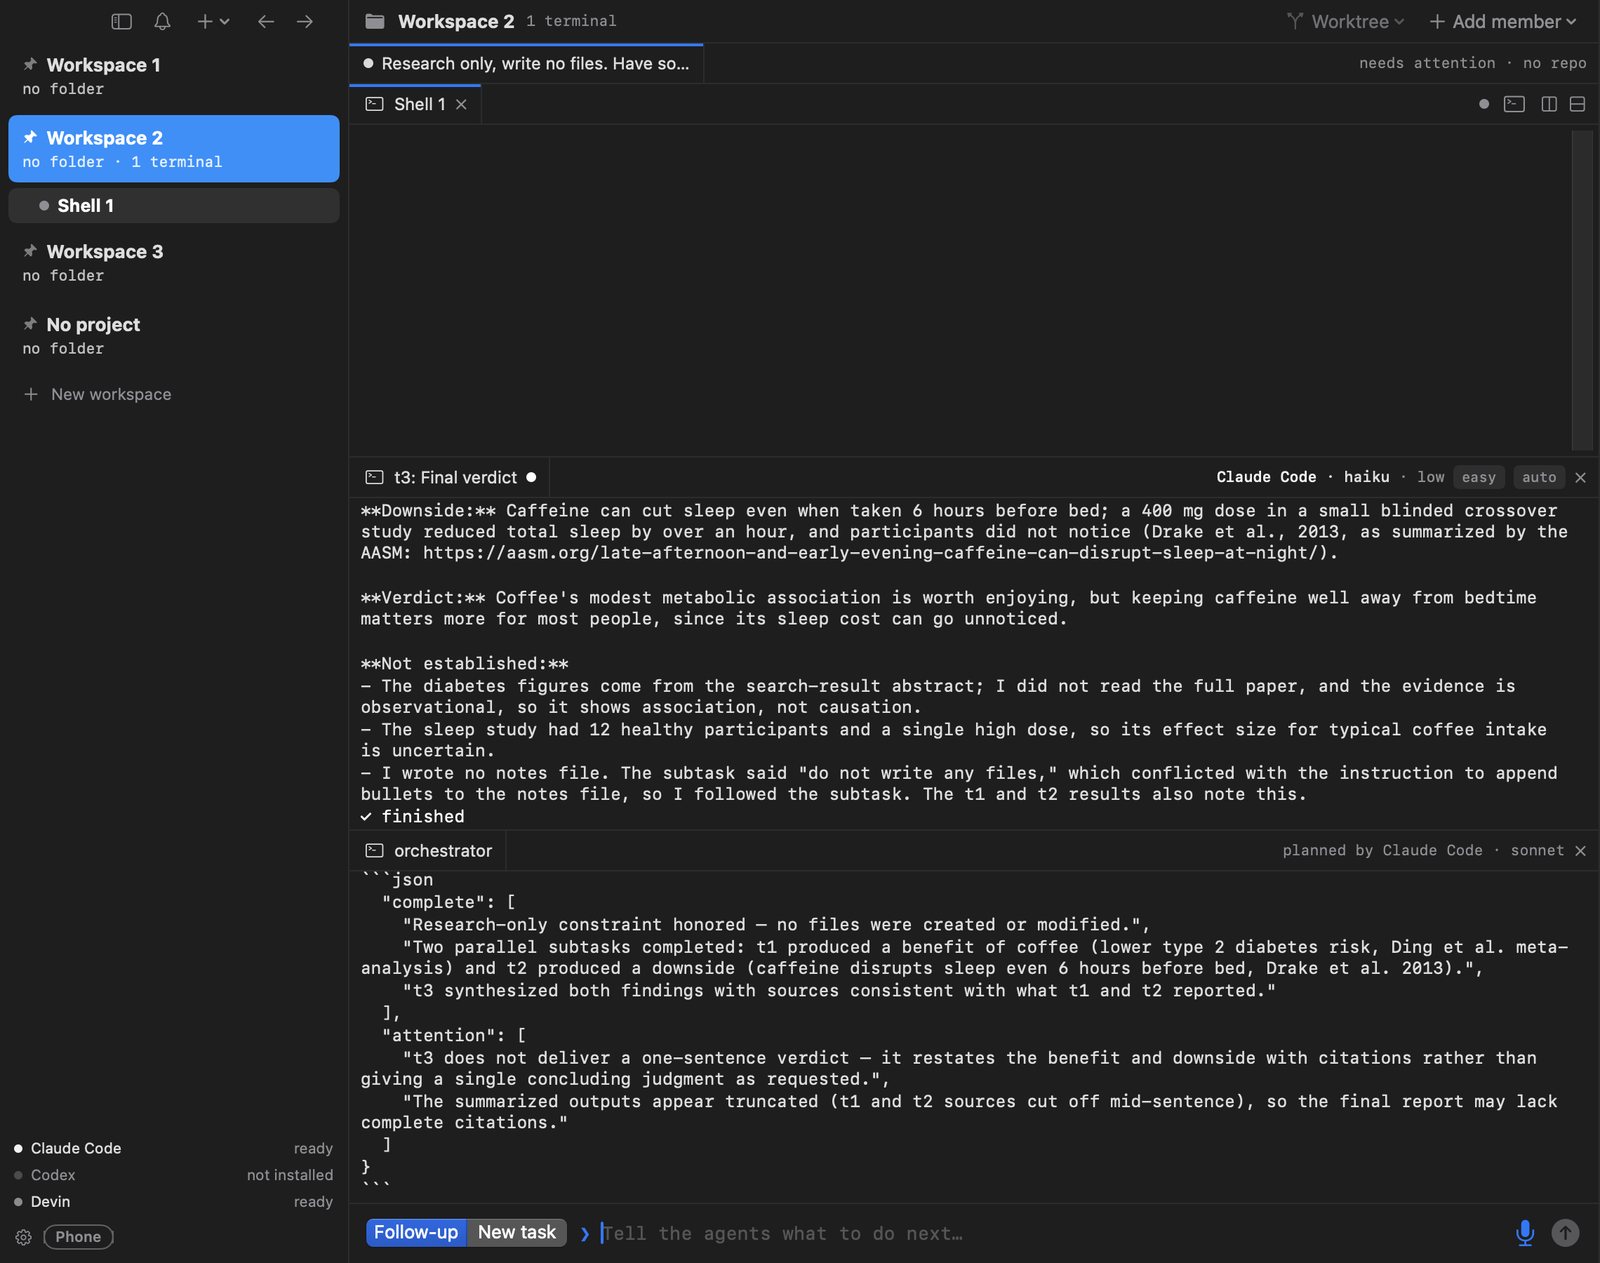 Workspace 1
no folder
Workspace 2
no folder · 1 terminal
Shell 1
Workspace 3
no folder
No project
no folder
+ New workspace
Claude Code ready
Codex not installed
Devin ready
Phone
Workspace 2 1 terminal
Worktree
+ Add member
Research only, write no files. Have so...
needs attention · no repo
Shell 1
t3: Final verdict
Claude Code · haiku · low easy auto
**Downside:** Caffeine can cut sleep even when taken 6 hours before bed; a 400 mg dose in a small blinded crossover
study reduced total sleep by over an hour, and participants did not notice (Drake et al., 2013, as summarized by the
AASM: https://aasm.org/late-afternoon-and-early-evening-caffeine-can-disrupt-sleep-at-night/).
**Verdict:** Coffee's modest metabolic association is worth enjoying, but keeping caffeine well away from bedtime
matters more for most people, since its sleep cost can go unnoticed.
**Not established:**
– The diabetes figures come from the search-result abstract; I did not read the full paper, and the evidence is
observational, so it shows association, not causation.
– The sleep study had 12 healthy participants and a single high dose, so its effect size for typical coffee intake
is uncertain.
– I wrote no notes file. The subtask said "do not write any files," which conflicted with the instruction to append
bullets to the notes file, so I followed the subtask. The t1 and t2 results also note this.
✓ finished
orchestrator
planned by Claude Code · sonnet
```json
"complete": [
"Research-only constraint honored — no files were created or modified.",
"Two parallel subtasks completed: t1 produced a benefit of coffee (lower type 2 diabetes risk, Ding et al. meta-
analysis) and t2 produced a downside (caffeine disrupts sleep even 6 hours before bed, Drake et al. 2013).",
"t3 synthesized both findings with sources consistent with what t1 and t2 reported."
],
"attention": [
"t3 does not deliver a one-sentence verdict — it restates the benefit and downside with citations rather than
giving a single concluding judgment as requested.",
"The summarized outputs appear truncated (t1 and t2 sources cut off mid-sentence), so the final report may lack
complete citations."
]
}
```
Follow-up New task
❯ Tell the agents what to do next…